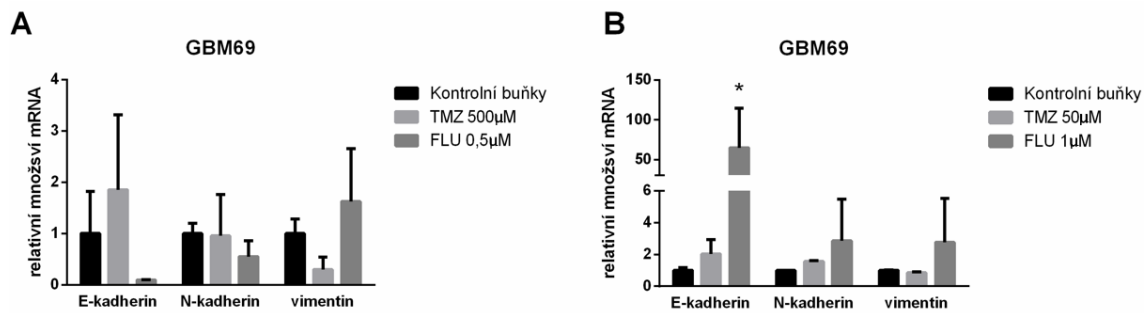 A
GBM69
relativní množsví mRNA
4
3
2
1
0
E-kadherin N-kadherin vimentin
Kontrolní buňky
TMZ 500µM
FLU 0,5µM
B
GBM69
relativní množsví mRNA
150
100
50
6
4
2
0
*
E-kadherin N-kadherin vimentin
Kontrolní buňky
TMZ 50µM
FLU 1µM